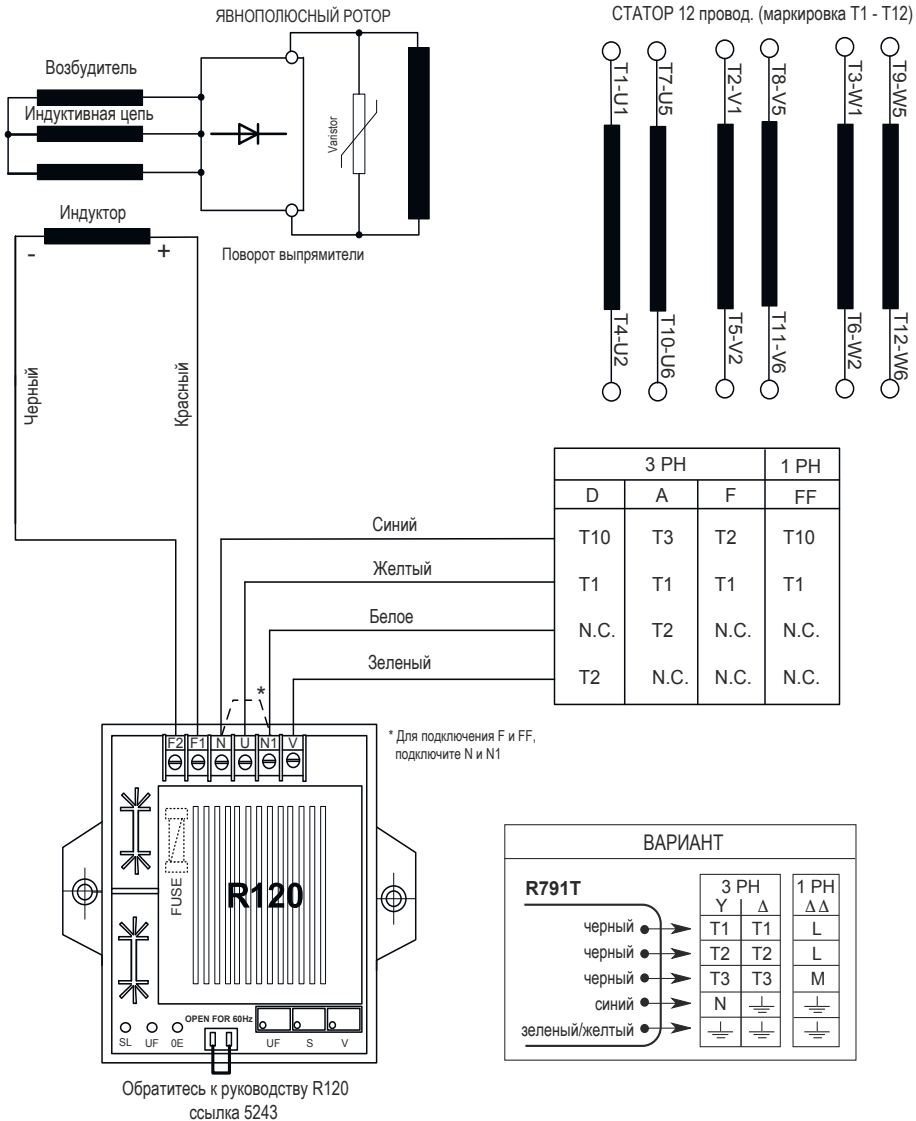 ЯВНОПОЛЮСНЫЙ РОТОР
СТАТОР 12 провод. (маркировка T1 - T12)
Возбудитель
Индуктивная цепь
Varistor
Индуктор
-
+
Поворот выпрямители
T1-U1
T7-U5
T2-V1
T8-V5
T3-W1
T9-W5
T4-U2
T10-U6
T5-V2
T11-V6
T6-W2
T12-W6
Черный
Красный
Синий
Желтый
Белое
Зеленый
3 PH 1 PH
D A F FF
T10 T3 T2 T10
T1 T1 T1 T1
N.C. T2 N.C. N.C.
T2 N.C. N.C. N.C.
*
* Для подключения F и FF,
подключите N и N1
F2 F1 N U N1 V
FUSE
R120
OPEN FOR 60Hz
SL UF 0E UF S V
Обратитесь к руководству R120
ссылка 5243
ВАРИАНТ
R791T
3 PH 1 PH
Y Δ Δ Δ
черный T1 T1 L
черный T2 T2 L
черный T3 T3 M
синий N
зеленый/желтый